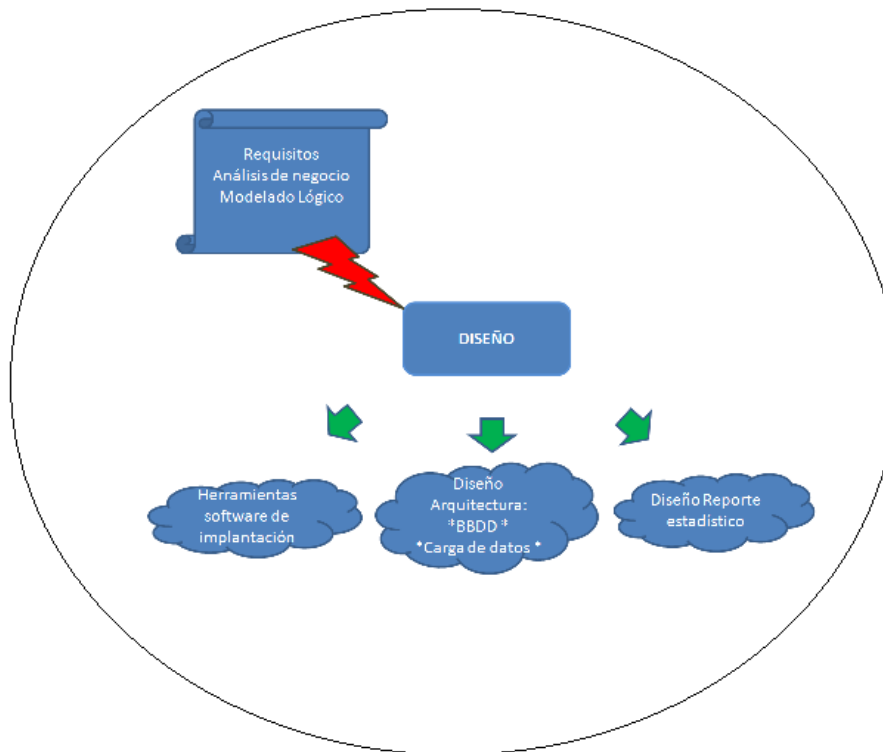 Requisitos
Análisis de negocio
Modelado Lógico
DISEÑO
Herramientas
software de
implantación
Diseño
Arquitectura:
*BBDD *
*Carga de datos *
Diseño Reporte
estadístico